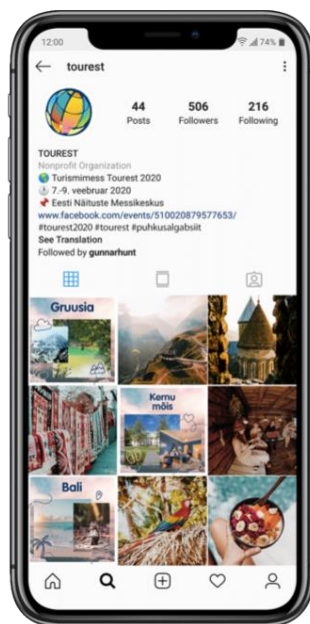 12:00
74%
tourest
44
506
216
Posts
Followers
Following
TOUREST
Nonprofit Organization
Turismimess Tourest 2020
7.-9. veebruar 2020
Eesti Näituste Messikeskus
www.facebook.com/events/510020879577653/
#tourest2020 #tourest #puhkusalgabsiit
See Translation
Followed by gunnarhunt
Gruusia
Kernu
mõis
Bali